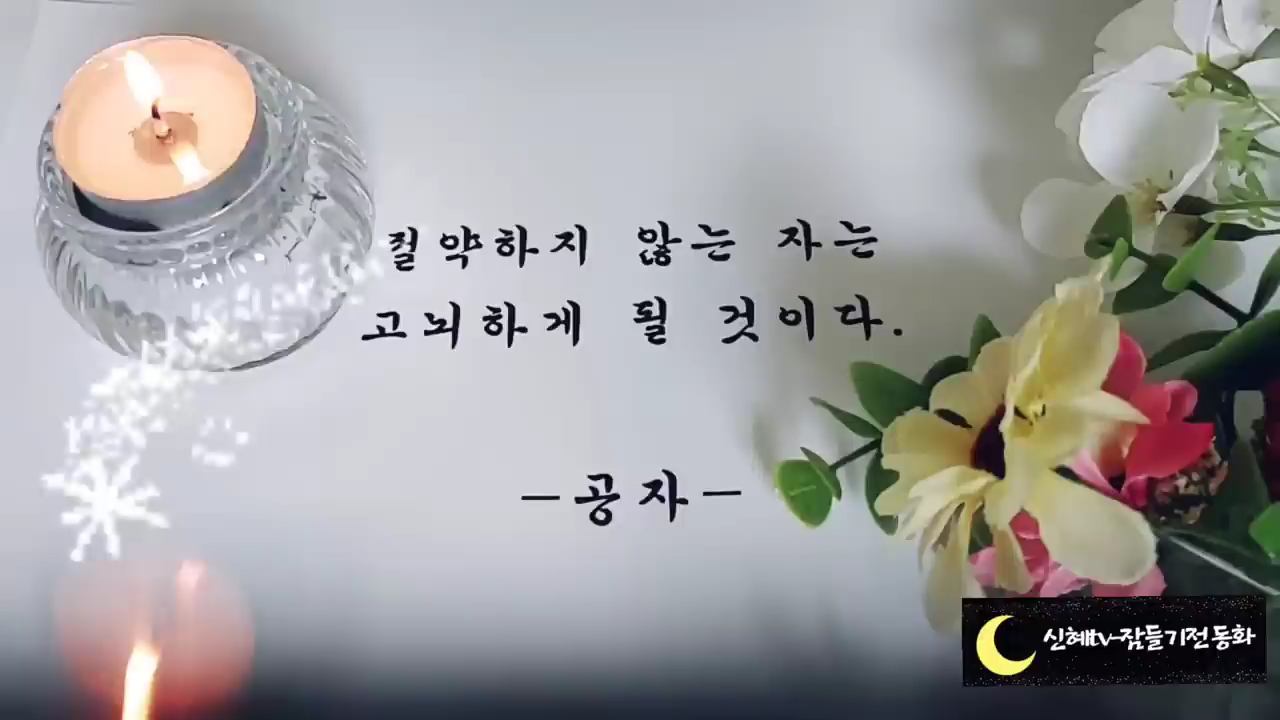 절약하지 않는 자는
고뇌하게 될 것이다.
-공자-
신혜tv-잠들기전 동화